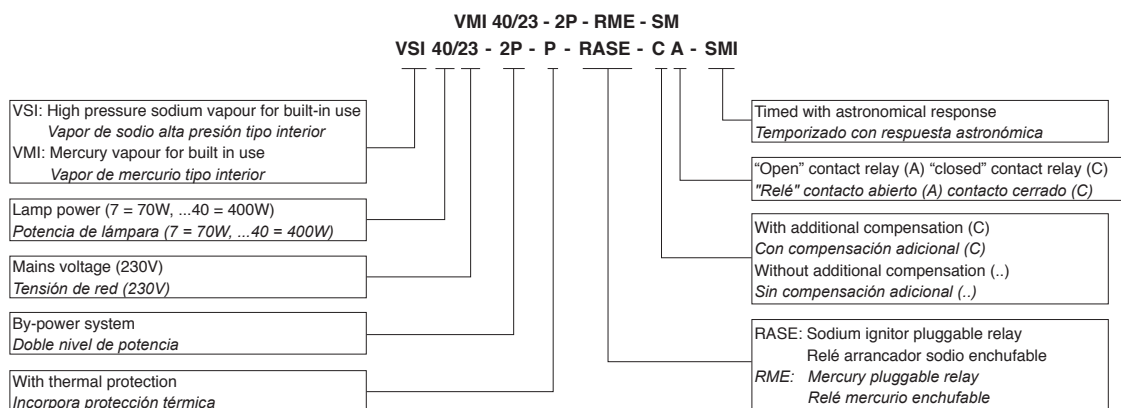 VMI 40/23 - 2P - RME - SM
VSI 40/23 - 2P - P - RASE - C A - SMI
VSI: High pressure sodium vapour for built-in use
Vapor de sodio alta presión tipo interior
VMI: Mercury vapour for built in use
Vapor de mercurio tipo interior
Lamp power (7 = 70W, ...40 = 400W)
Potencia de lámpara (7 = 70W, ...40 = 400W)
Mains voltage (230V)
Tensión de red (230V)
By-power system
Doble nivel de potencia
With thermal protection
Incorpora protección térmica
Timed with astronomical response
Temporizado con respuesta astronómica
“Open” contact relay (A) “closed” contact relay (C)
"Relé" contacto abierto (A) contacto cerrado (C)
With additional compensation (C)
Con compensación adicional (C)
Without additional compensation (..)
Sin compensación adicional (..)
RASE: Sodium ignitor pluggable relay
Relé arrancador sodio enchufable
RME: Mercury pluggable relay
Relé mercurio enchufable